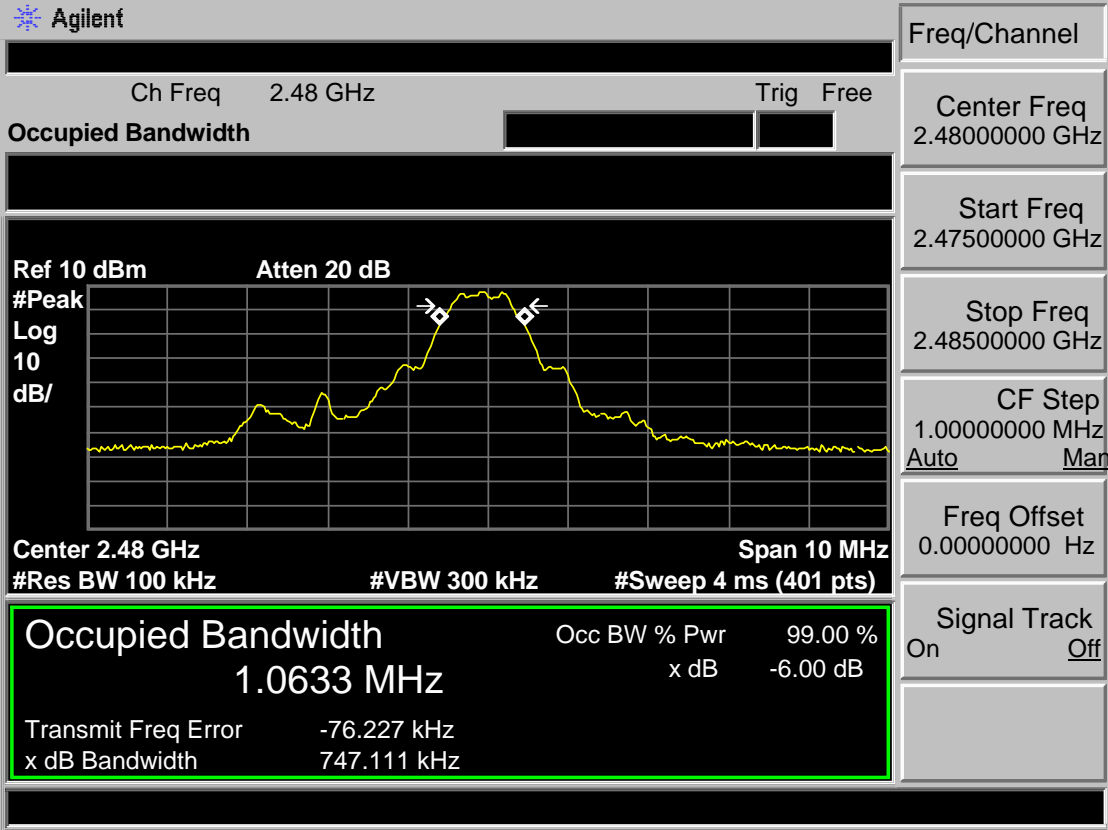 Agilent
Ch Freq 2.48 GHz Trig Free
Occupied Bandwidth
Ref 10 dBm Atten 20 dB
#Peak
Log
10
dB/
Center 2.48 GHz Span 10 MHz
#Res BW 100 kHz #VBW 300 kHz #Sweep 4 ms (401 pts)
Occupied Bandwidth
1.0633 MHz
Occ BW % Pwr 99.00 %
x dB -6.00 dB
Transmit Freq Error -76.227 kHz
x dB Bandwidth 747.111 kHz
Freq/Channel
Center Freq
2.48000000 GHz
Start Freq
2.47500000 GHz
Stop Freq
2.48500000 GHz
CF Step
1.00000000 MHz
Auto Man
Freq Offset
0.00000000 Hz
Signal Track
On Off